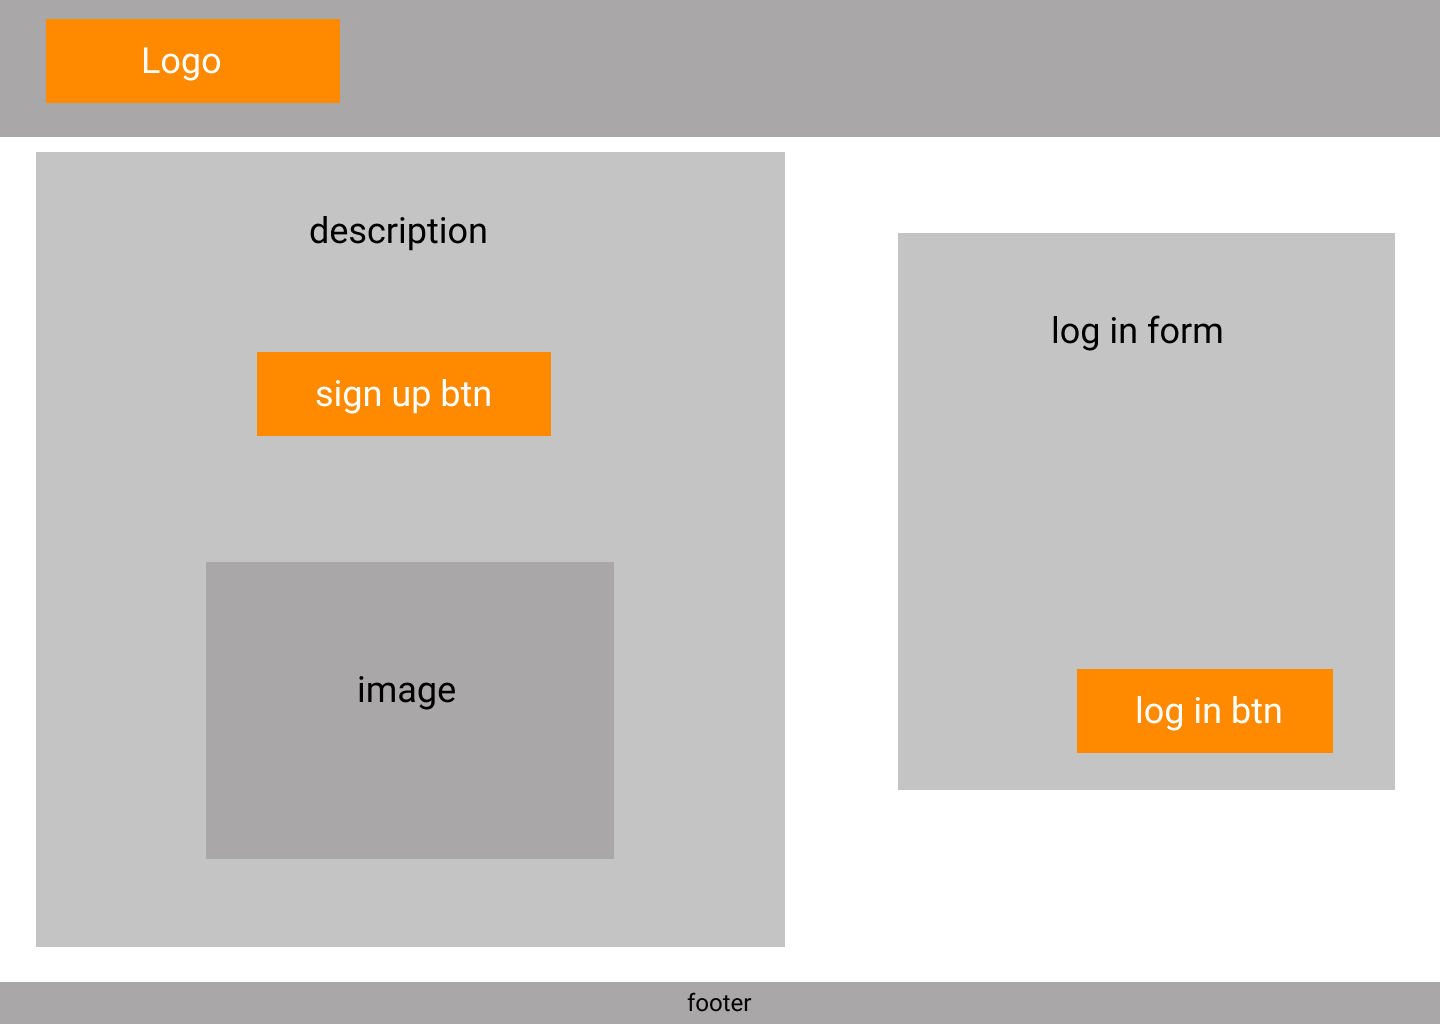 Logo
description
sign up btn
image
log in form
log in btn
footer